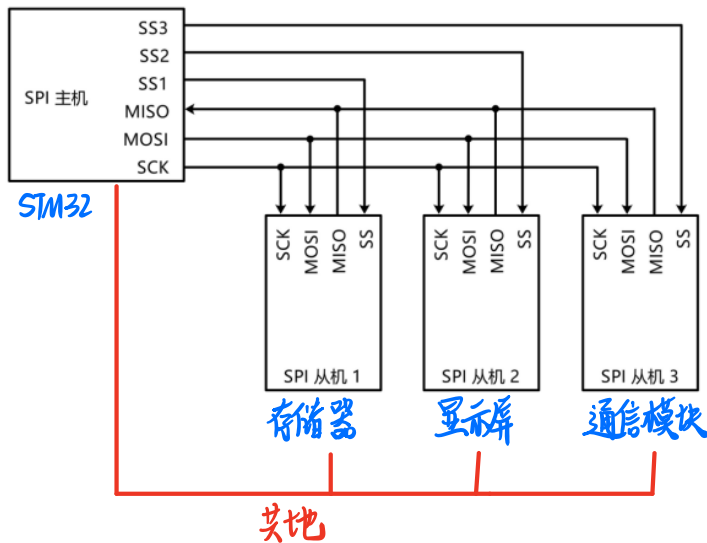 SS3
SS2
SS1
SPI 主机
MISO
MOSI
SCK
STM32
SCK MOSI MISO SS
SCK MOSI MISO SS
SCK MOSI MISO SS
SPI 从机 1
SPI 从机 2
SPI 从机 3
存储器
显示屏
通信模块
共地